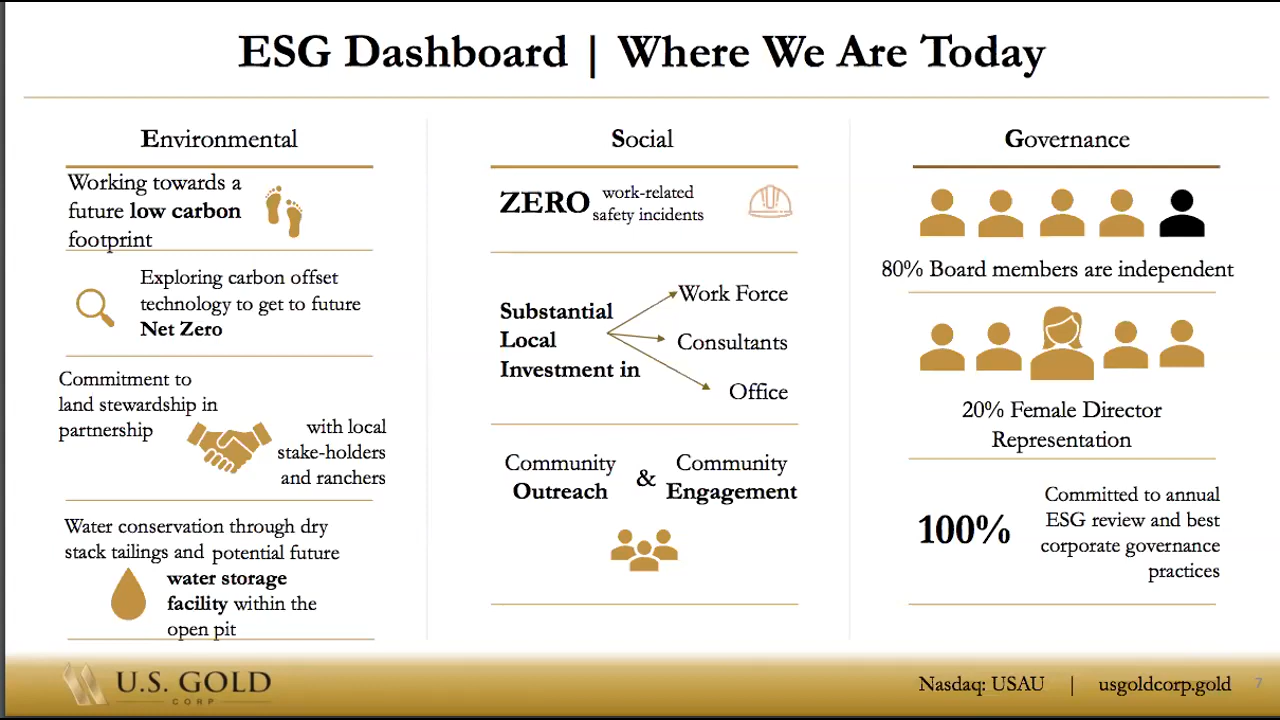 ESG Dashboard | Where We Are Today
Environmental
Working towards a
future low carbon
footprint
Exploring carbon offset
technology to get to future
Net Zero
Commitment to
land stewardship in
partnership
with local
stake-holders
and ranchers
Water conservation through dry
stack tailings and potential future
water storage
facility within the
open pit
Social
ZERO work-related
safety incidents
Substantial
Local
Investment in
Work Force
Consultants
Office
Community
Outreach
&
Community
Engagement
Governance
80% Board members are independent
20% Female Director
Representation
100%
Committed to annual
ESG review and best
corporate governance
practices
U.S. GOLD
CORP
Nasdaq: USAU | usgoldcorp.gold 7